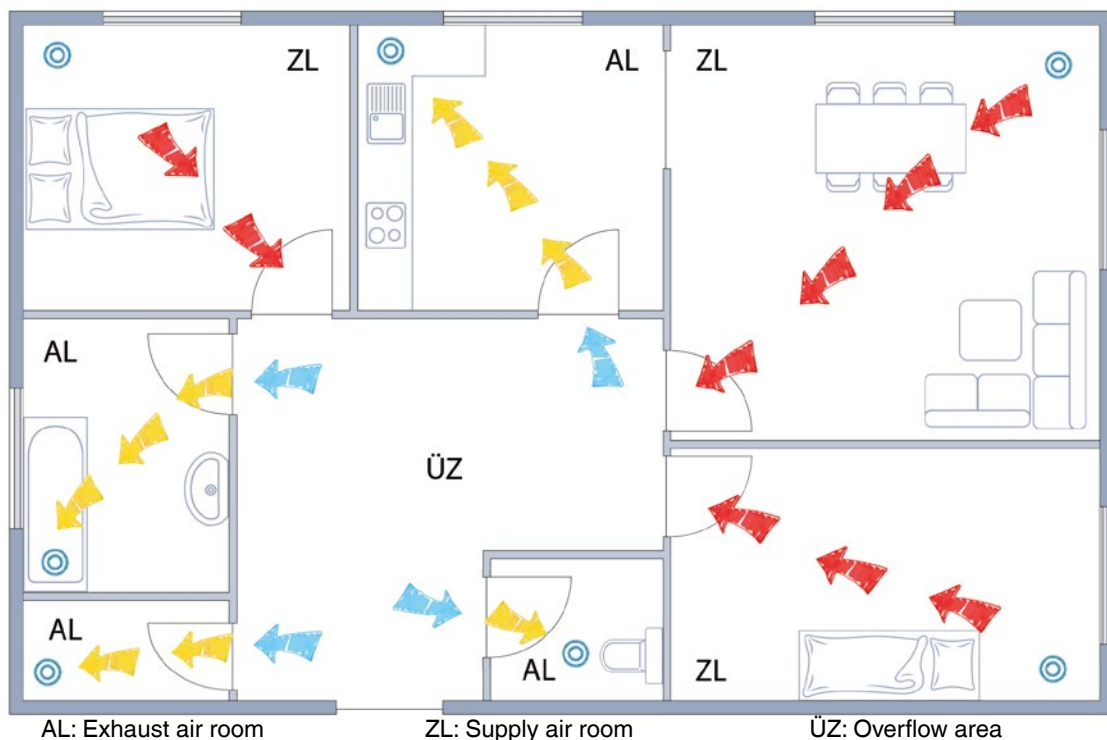 ZL
AL
ZL
AL
ÜZ
AL
AL
ZL
AL: Exhaust air room
ZL: Supply air room
ÜZ: Overflow area